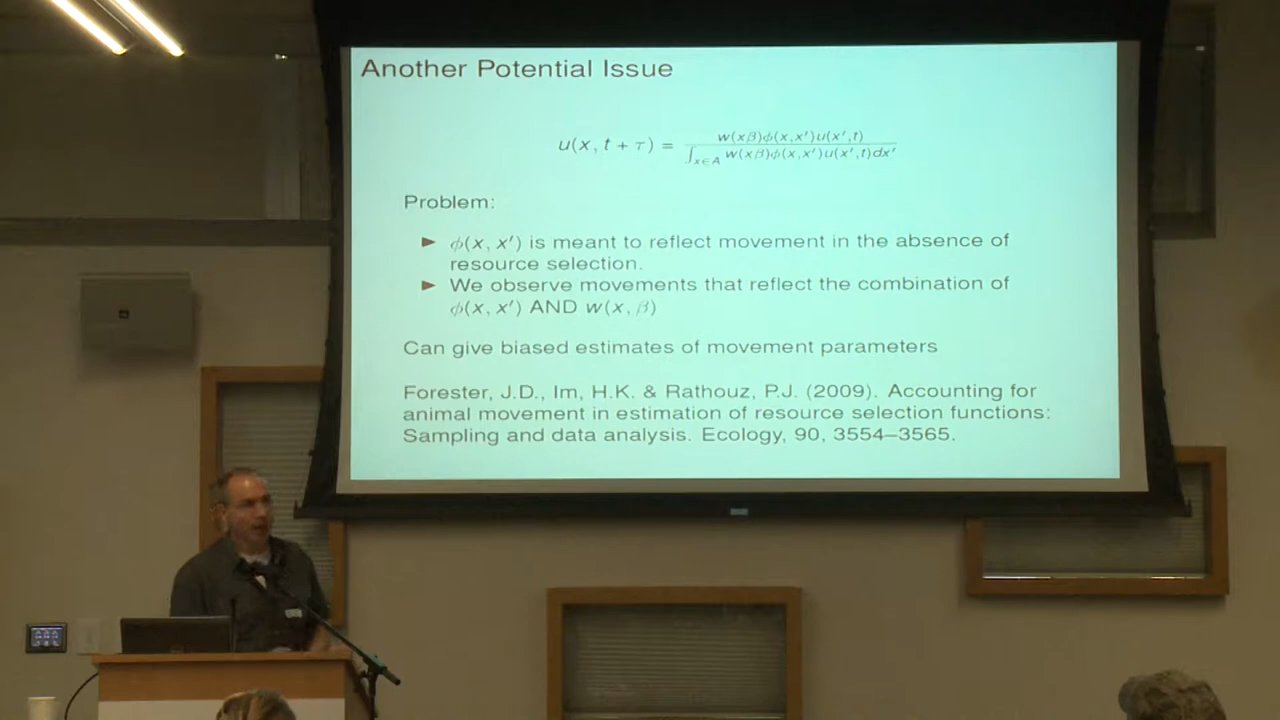 Another Potential Issue
u(x, t + τ) = w(xβ)φ(x,x′)u(x′,t) / ∫x∈A w(xβ)φ(x,x′)u(x′,t)dx′
Problem:
► φ(x, x′) is meant to reflect movement in the absence of
resource selection.
► We observe movements that reflect the combination of
φ(x, x′) AND w(x, β)
Can give biased estimates of movement parameters
Forester, J.D., Im, H.K. & Rathouz, P.J. (2009). Accounting for
animal movement in estimation of resource selection functions:
Sampling and data analysis. Ecology, 90, 3554–3565.